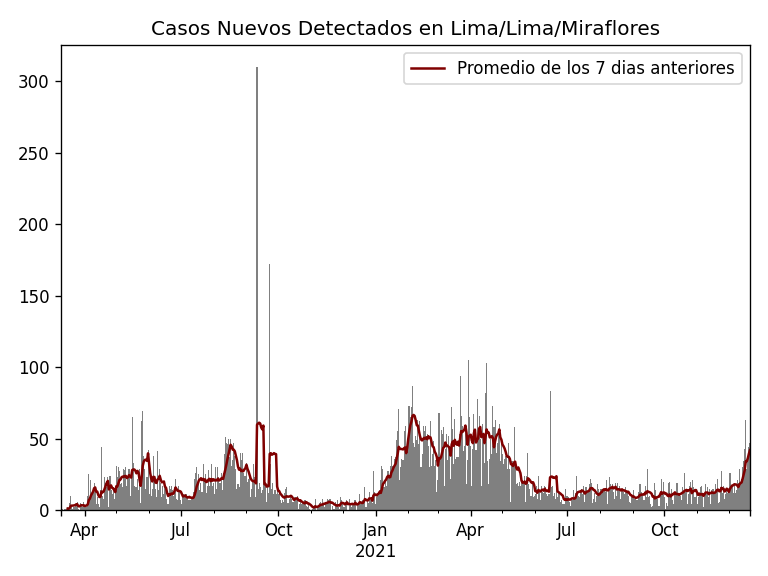 Casos Nuevos Detectados en Lima/Lima/Miraflores
Promedio de los 7 dias anteriores
300
250
200
150
100
50
0
Apr Jul Oct Jan Apr Jul Oct
2021